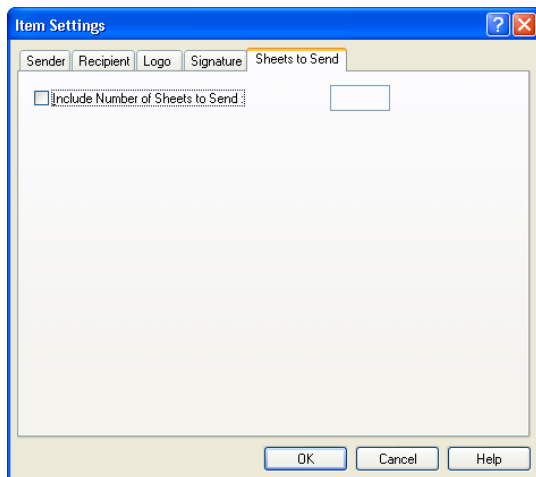 Item Settings
Sender Recipient Logo Signature Sheets to Send
Include Number of Sheets to Send :
OK Cancel Help